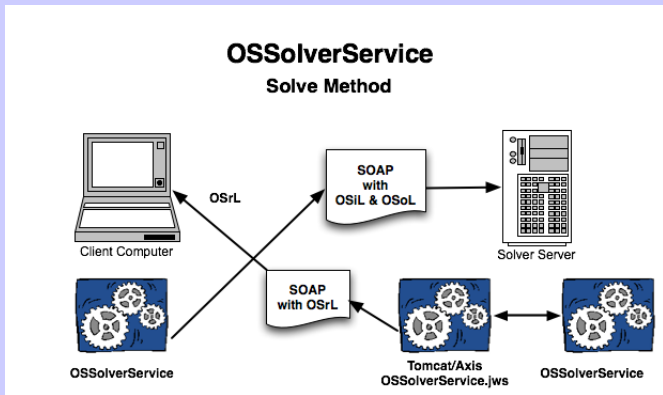 OSSolverService
Solve Method
SOAP
with
OSiL & OSoL
OSrL
Client Computer
Solver Server
SOAP
with OSrL
OSSolverService
Tomcat/Axis
OSSolverService.jws
OSSolverService